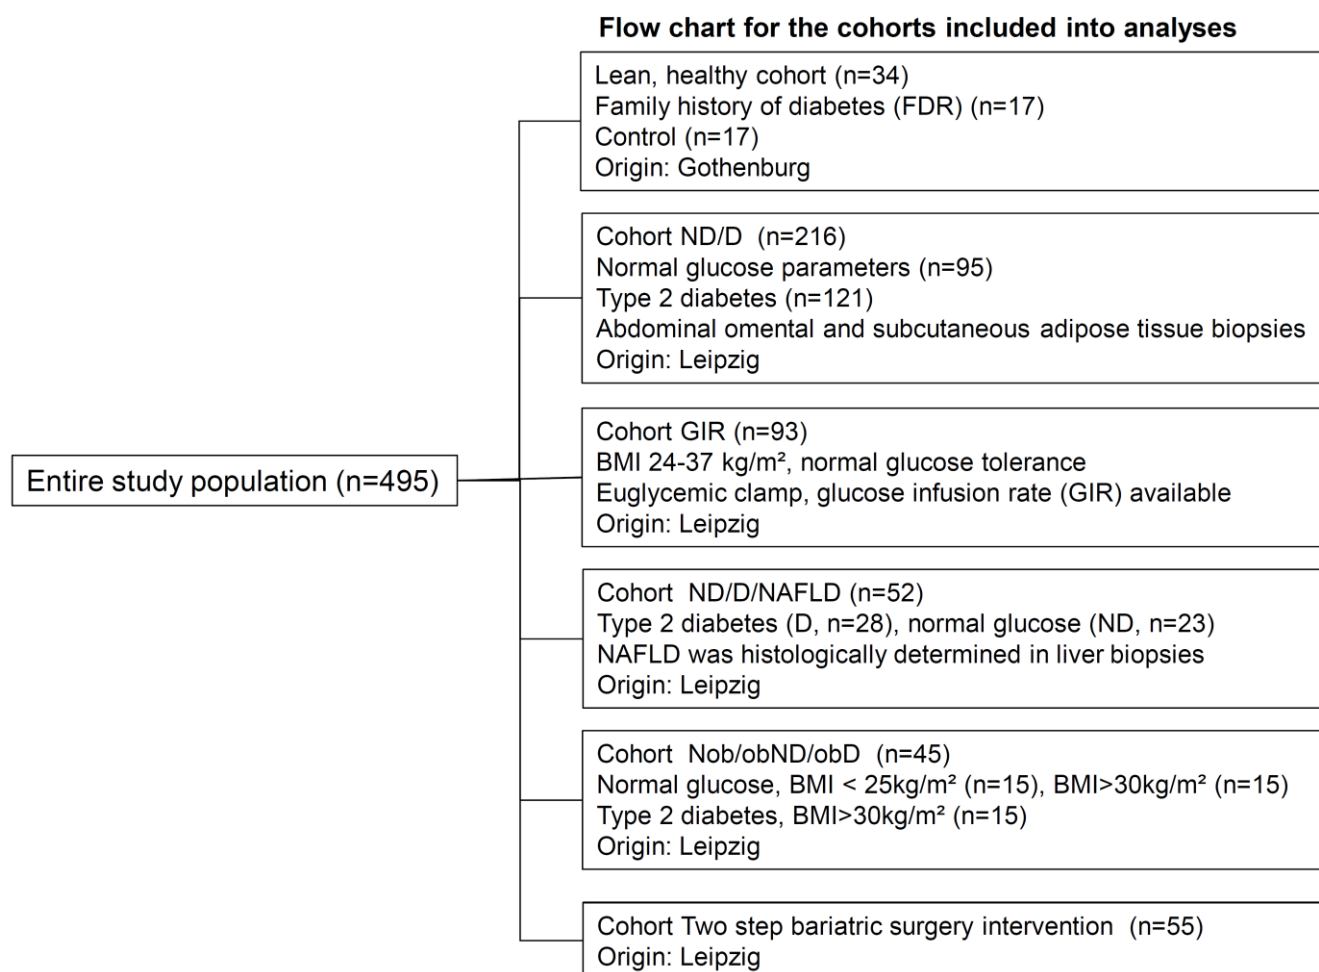 Flow chart for the cohorts included into analyses
Lean, healthy cohort (n=34)
Family history of diabetes (FDR) (n=17)
Control (n=17)
Origin: Gothenburg
Cohort ND/D (n=216)
Normal glucose parameters (n=95)
Type 2 diabetes (n=121)
Abdominal omental and subcutaneous adipose tissue biopsies
Origin: Leipzig
Entire study population (n=495)
Cohort GIR (n=93)
BMI 24-37 kg/m², normal glucose tolerance
Euglycemic clamp, glucose infusion rate (GIR) available
Origin: Leipzig
Cohort ND/D/NAFLD (n=52)
Type 2 diabetes (D, n=28), normal glucose (ND, n=23)
NAFLD was histologically determined in liver biopsies
Origin: Leipzig
Cohort Nob/obND/obD (n=45)
Normal glucose, BMI < 25kg/m² (n=15), BMI>30kg/m² (n=15)
Type 2 diabetes, BMI>30kg/m² (n=15)
Origin: Leipzig
Cohort Two step bariatric surgery intervention (n=55)
Origin: Leipzig